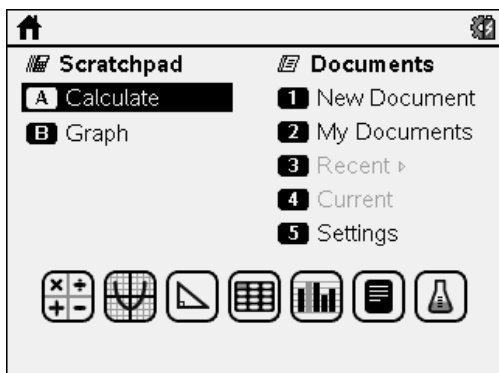 Scratchpad
A Calculate
B Graph
Documents
1 New Document
2 My Documents
3 Recent ▹
4 Current
5 Settings